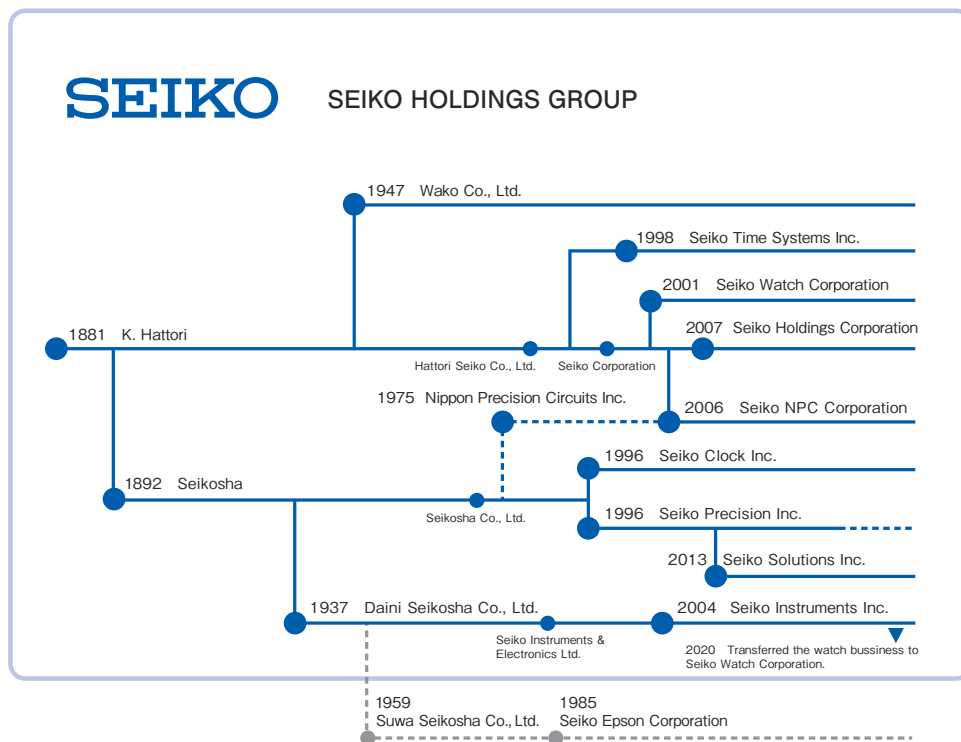 SEIKO
SEIKO HOLDINGS GROUP
1947 Wako Co., Ltd.
1998 Seiko Time Systems Inc.
2001 Seiko Watch Corporation
1881 K. Hattori
2007 Seiko Holdings Corporation
Hattori Seiko Co., Ltd.
Seiko Corporation
1975 Nippon Precision Circuits Inc.
2006 Seiko NPC Corporation
1996 Seiko Clock Inc.
1892 Seikosha
Seikosha Co., Ltd.
1996 Seiko Precision Inc.
2013 Seiko Solutions Inc.
1937 Daini Seikosha Co., Ltd.
2004 Seiko Instruments Inc.
Seiko Instruments &
Electronics Ltd.
2020 Transferred the watch bussiness to
Seiko Watch Corporation.
1959
Suwa Seikosha Co., Ltd.
1985
Seiko Epson Corporation